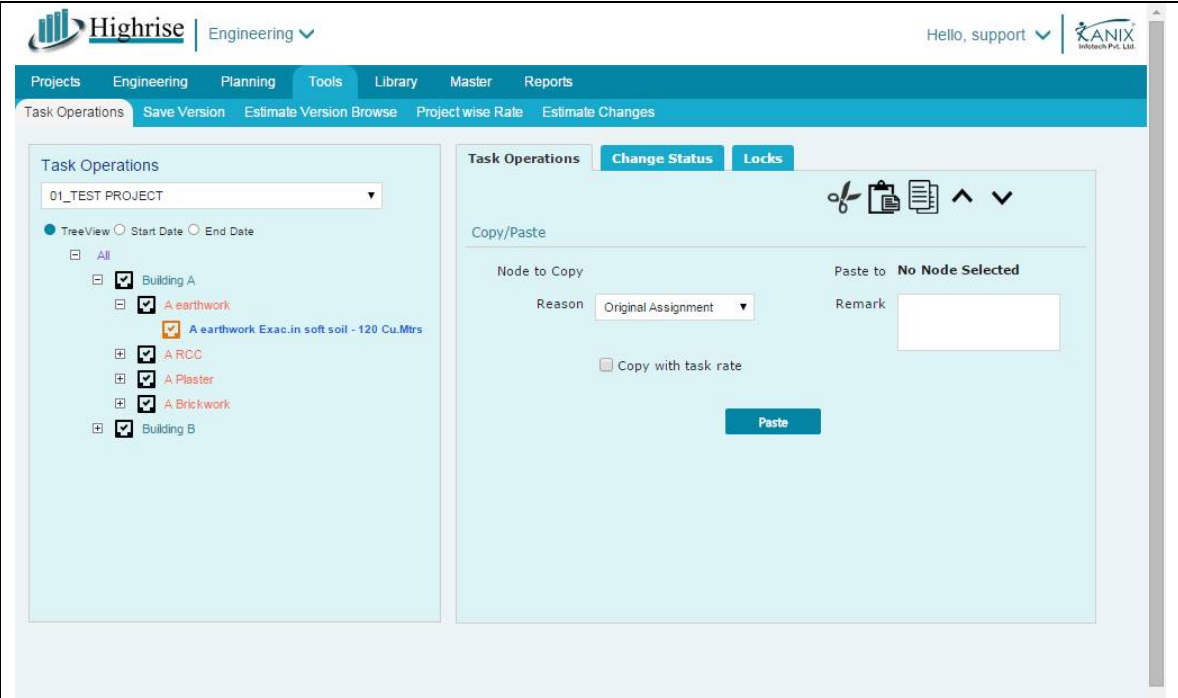 Highrise
Engineering
Hello, support
KANIX
Infotech Pvt. Ltd.
Projects Engineering Planning Tools Library Master Reports
Task Operations Save Version Estimate Version Browse Project wise Rate Estimate Changes
Task Operations
01_TEST PROJECT
TreeView Start Date End Date
All
Building A
A earthwork
A earthwork Exac.in soft soil - 120 Cu.Mtrs
A RCC
A Plaster
A Brickwork
Building B
Task Operations Change Status Locks
Copy/Paste
Node to Copy
Paste to No Node Selected
Reason Original Assignment
Remark
Copy with task rate
Paste